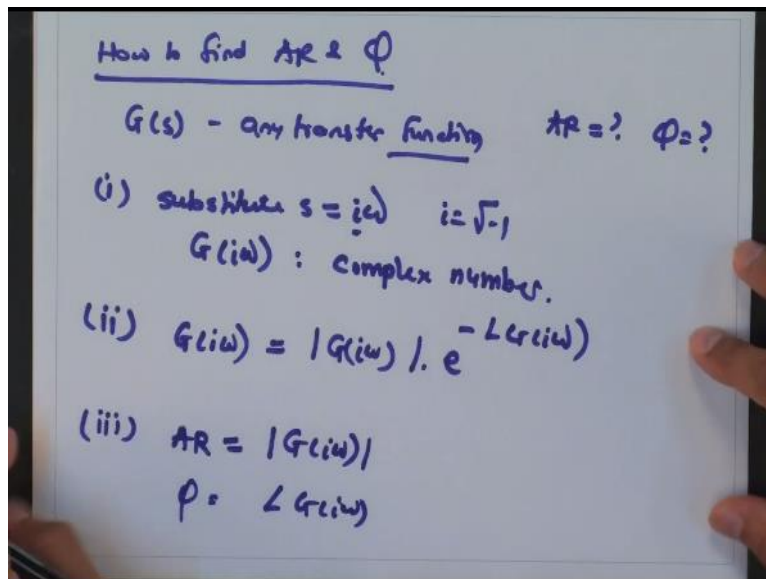 How to find AR & φ
G(s) - any transfer function AR = ? φ = ?
(i) substitute s = iω i = √-1
G(iω) : complex number.
(ii) G(iω) = |G(iω)|. e^{-∠G(iω)}
(iii) AR = |G(iω)|
φ = ∠G(iω)